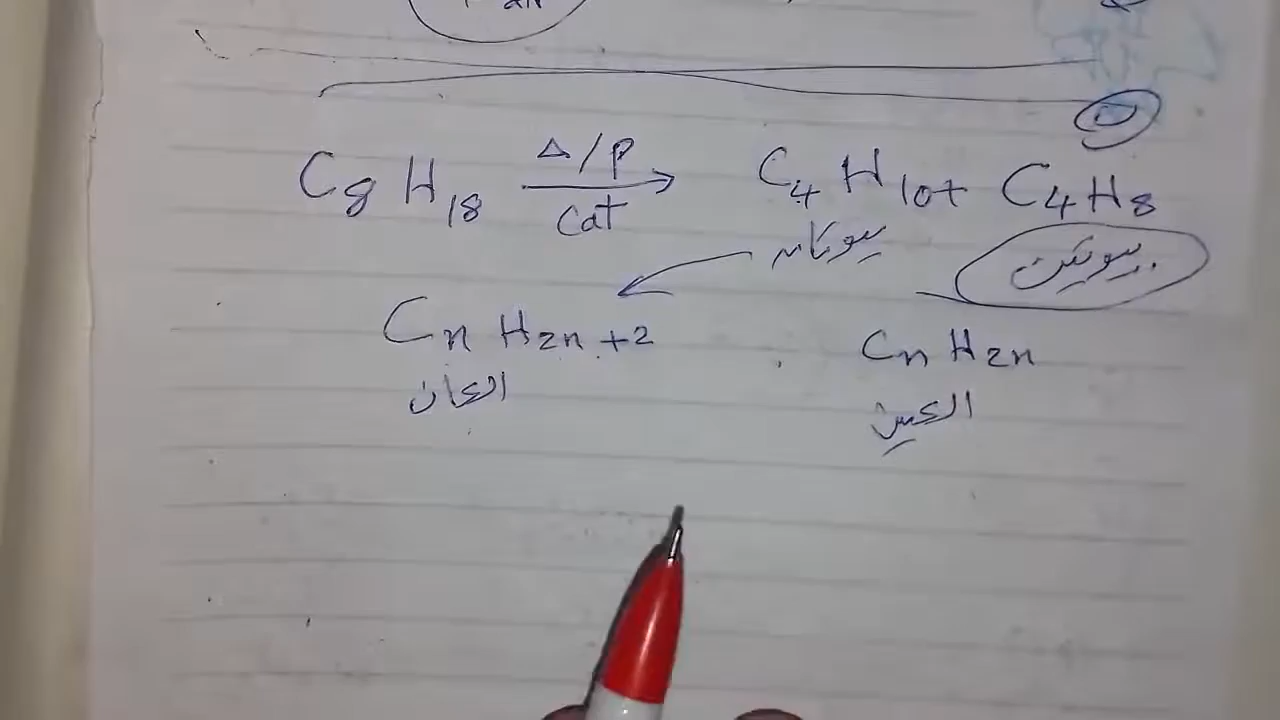 C8H18 Δ/P Cat → C4H10 + C4H8
بيوتان بيوتين
CnH2n+2 CnH2n
الكان الكين